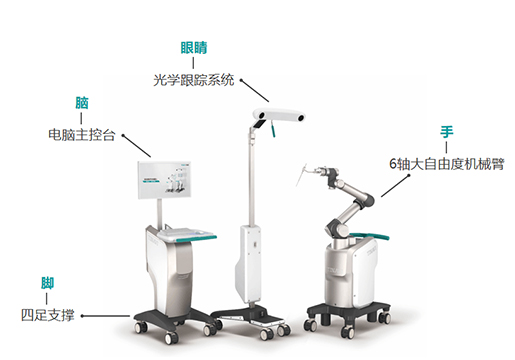 眼睛
光学跟踪系统
脑
电脑主控台
手
6轴大自由度机械臂
脚
四足支撑